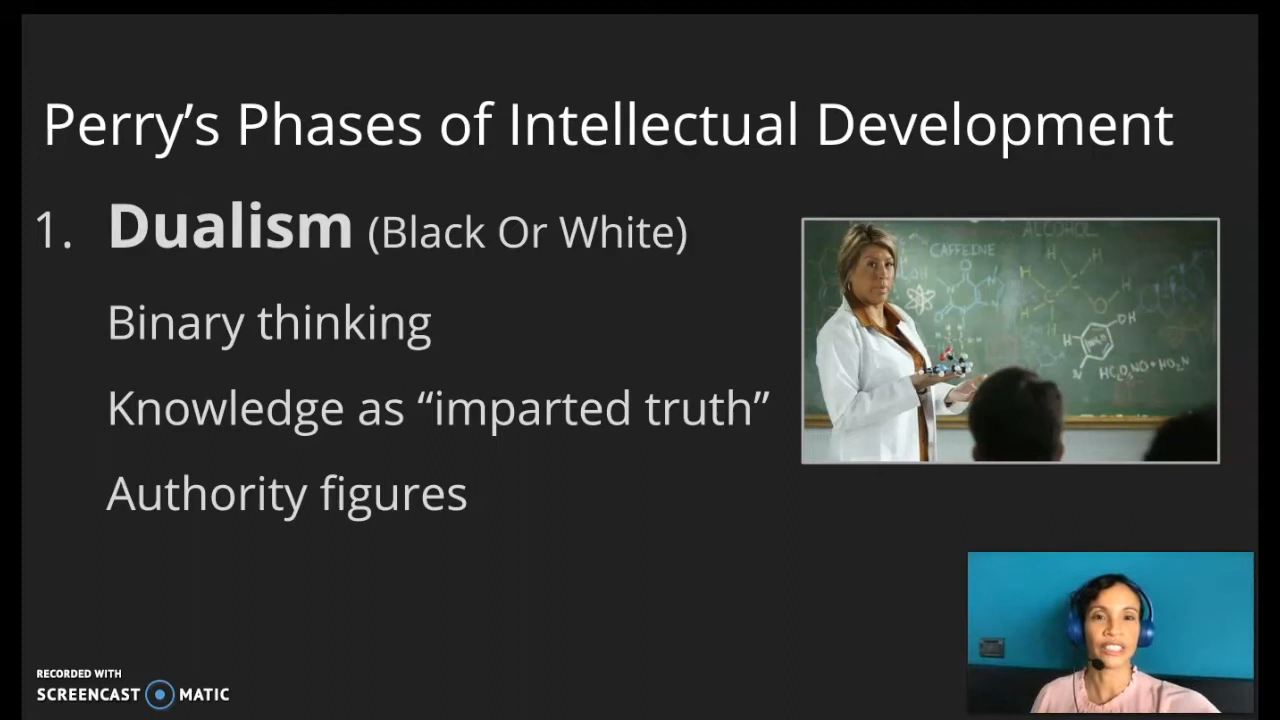 Perry’s Phases of Intellectual Development
1. Dualism (Black Or White)
Binary thinking
Knowledge as “imparted truth”
Authority figures
CAFFEINE
ALCOHOL
RECORDED WITH
SCREENCAST MATIC